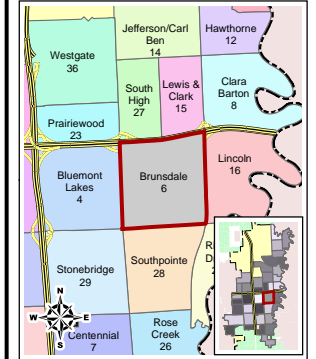 Jefferson/Carl
Ben
14
Hawthorne
12
Westgate
36
South
High
27
Lewis &
Clark
15
Clara
Barton
8
Prairiewood
23
Bluemont
Lakes
4
Brunsdale
6
Lincoln
16
Stonebridge
29
Southpointe
28
R
D
N
W
E
S
Centennial
7
Rose
Creek
26